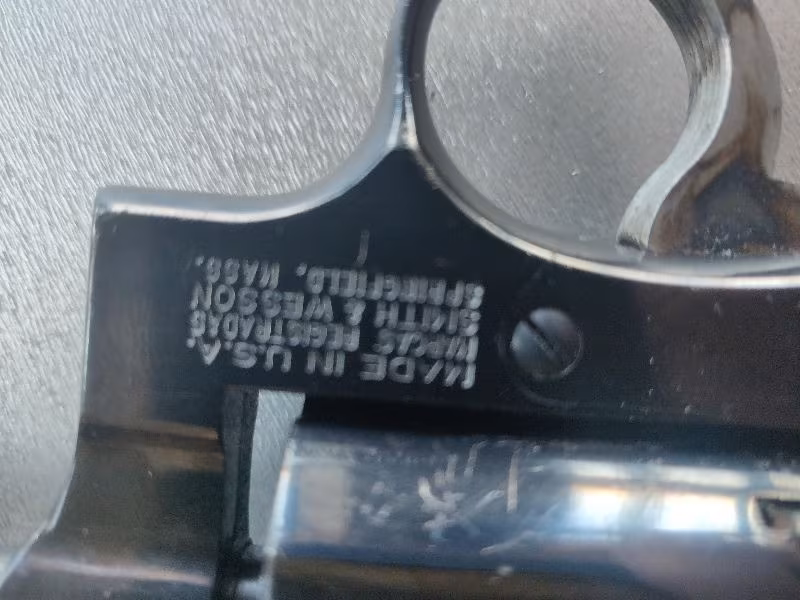 MADE IN U.S.A.
MARCAS REGISTRADAS
SMITH & WESSON
SPRINGFIELD, MASS.